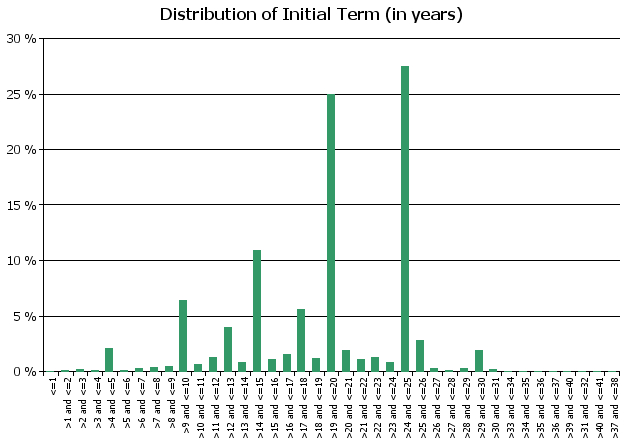 Distribution of Initial Term (in years)
30 %
25 %
20 %
15 %
10 %
5 %
0 %
<=1
>1 and <=2
>2 and <=3
>3 and <=4
>4 and <=5
>5 and <=6
>6 and <=7
>7 and <=8
>8 and <=9
>9 and <=10
>10 and <=11
>11 and <=12
>12 and <=13
>13 and <=14
>14 and <=15
>15 and <=16
>16 and <=17
>17 and <=18
>18 and <=19
>19 and <=20
>20 and <=21
>21 and <=22
>22 and <=23
>23 and <=24
>24 and <=25
>25 and <=26
>26 and <=27
>27 and <=28
>28 and <=29
>29 and <=30
>30 and <=31
>33 and <=34
>34 and <=35
>35 and <=36
>36 and <=37
>39 and <=40
>31 and <=32
>40 and <=41
>37 and <=38